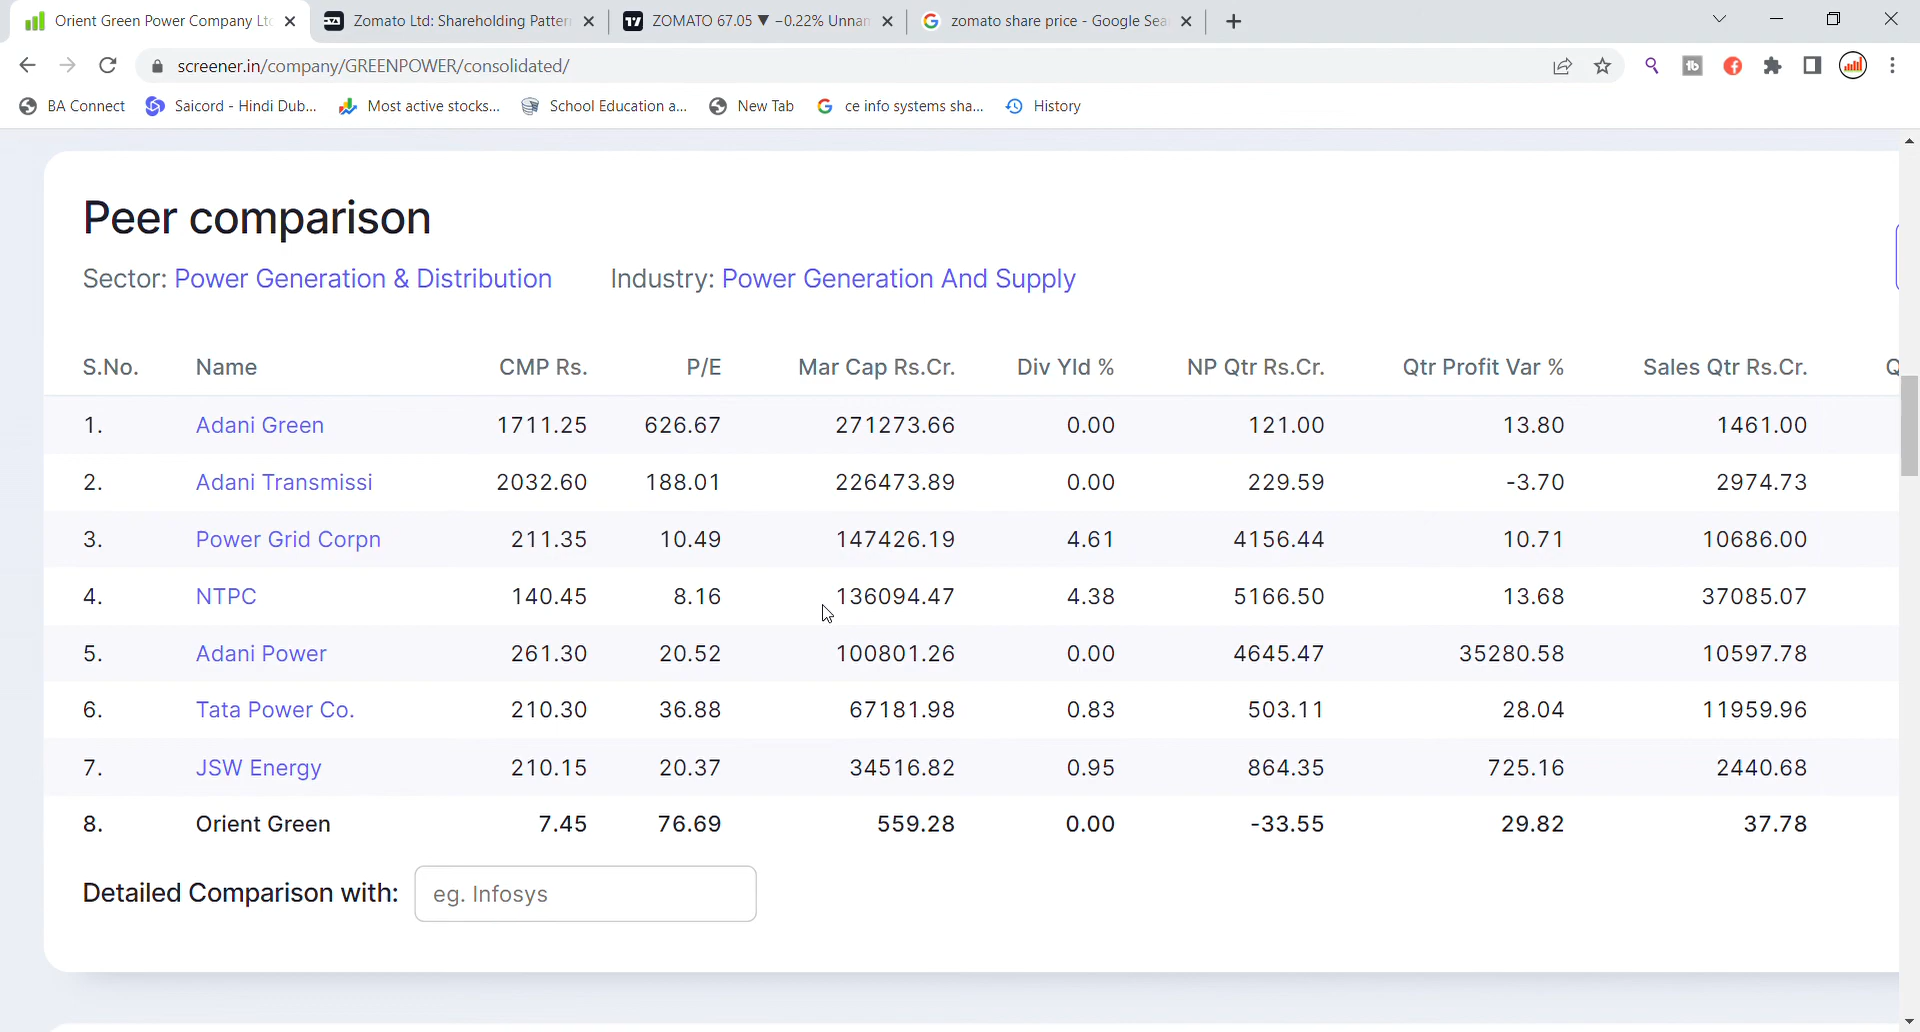 Orient Green Power Company Ltd
Zomato Ltd: Shareholding Pattern
ZOMATO 67.05 ▼ −0.22% Unnam
zomato share price - Google Sea
screener.in/company/GREENPOWER/consolidated/
BA Connect
Saicord - Hindi Dub...
Most active stocks...
School Education a...
New Tab
ce info systems sha...
History
Peer comparison
Sector: Power Generation & Distribution Industry: Power Generation And Supply
S.No. Name CMP Rs. P/E Mar Cap Rs.Cr. Div Yld % NP Qtr Rs.Cr. Qtr Profit Var % Sales Qtr Rs.Cr. Q
1. Adani Green 1711.25 626.67 271273.66 0.00 121.00 13.80 1461.00
2. Adani Transmissi 2032.60 188.01 226473.89 0.00 229.59 -3.70 2974.73
3. Power Grid Corpn 211.35 10.49 147426.19 4.61 4156.44 10.71 10686.00
4. NTPC 140.45 8.16 136094.47 4.38 5166.50 13.68 37085.07
5. Adani Power 261.30 20.52 100801.26 0.00 4645.47 35280.58 10597.78
6. Tata Power Co. 210.30 36.88 67181.98 0.83 503.11 28.04 11959.96
7. JSW Energy 210.15 20.37 34516.82 0.95 864.35 725.16 2440.68
8. Orient Green 7.45 76.69 559.28 0.00 -33.55 29.82 37.78
Detailed Comparison with: eg. Infosys